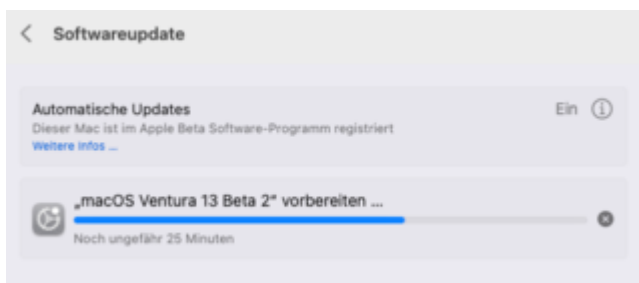 Softwareupdate
Automatische Updates
Ein
Dieser Mac ist im Apple Beta Software-Programm registriert
Weitere Infos ...
„macOS Ventura 13 Beta 2“ vorbereiten ...
Noch ungefähr 25 Minuten